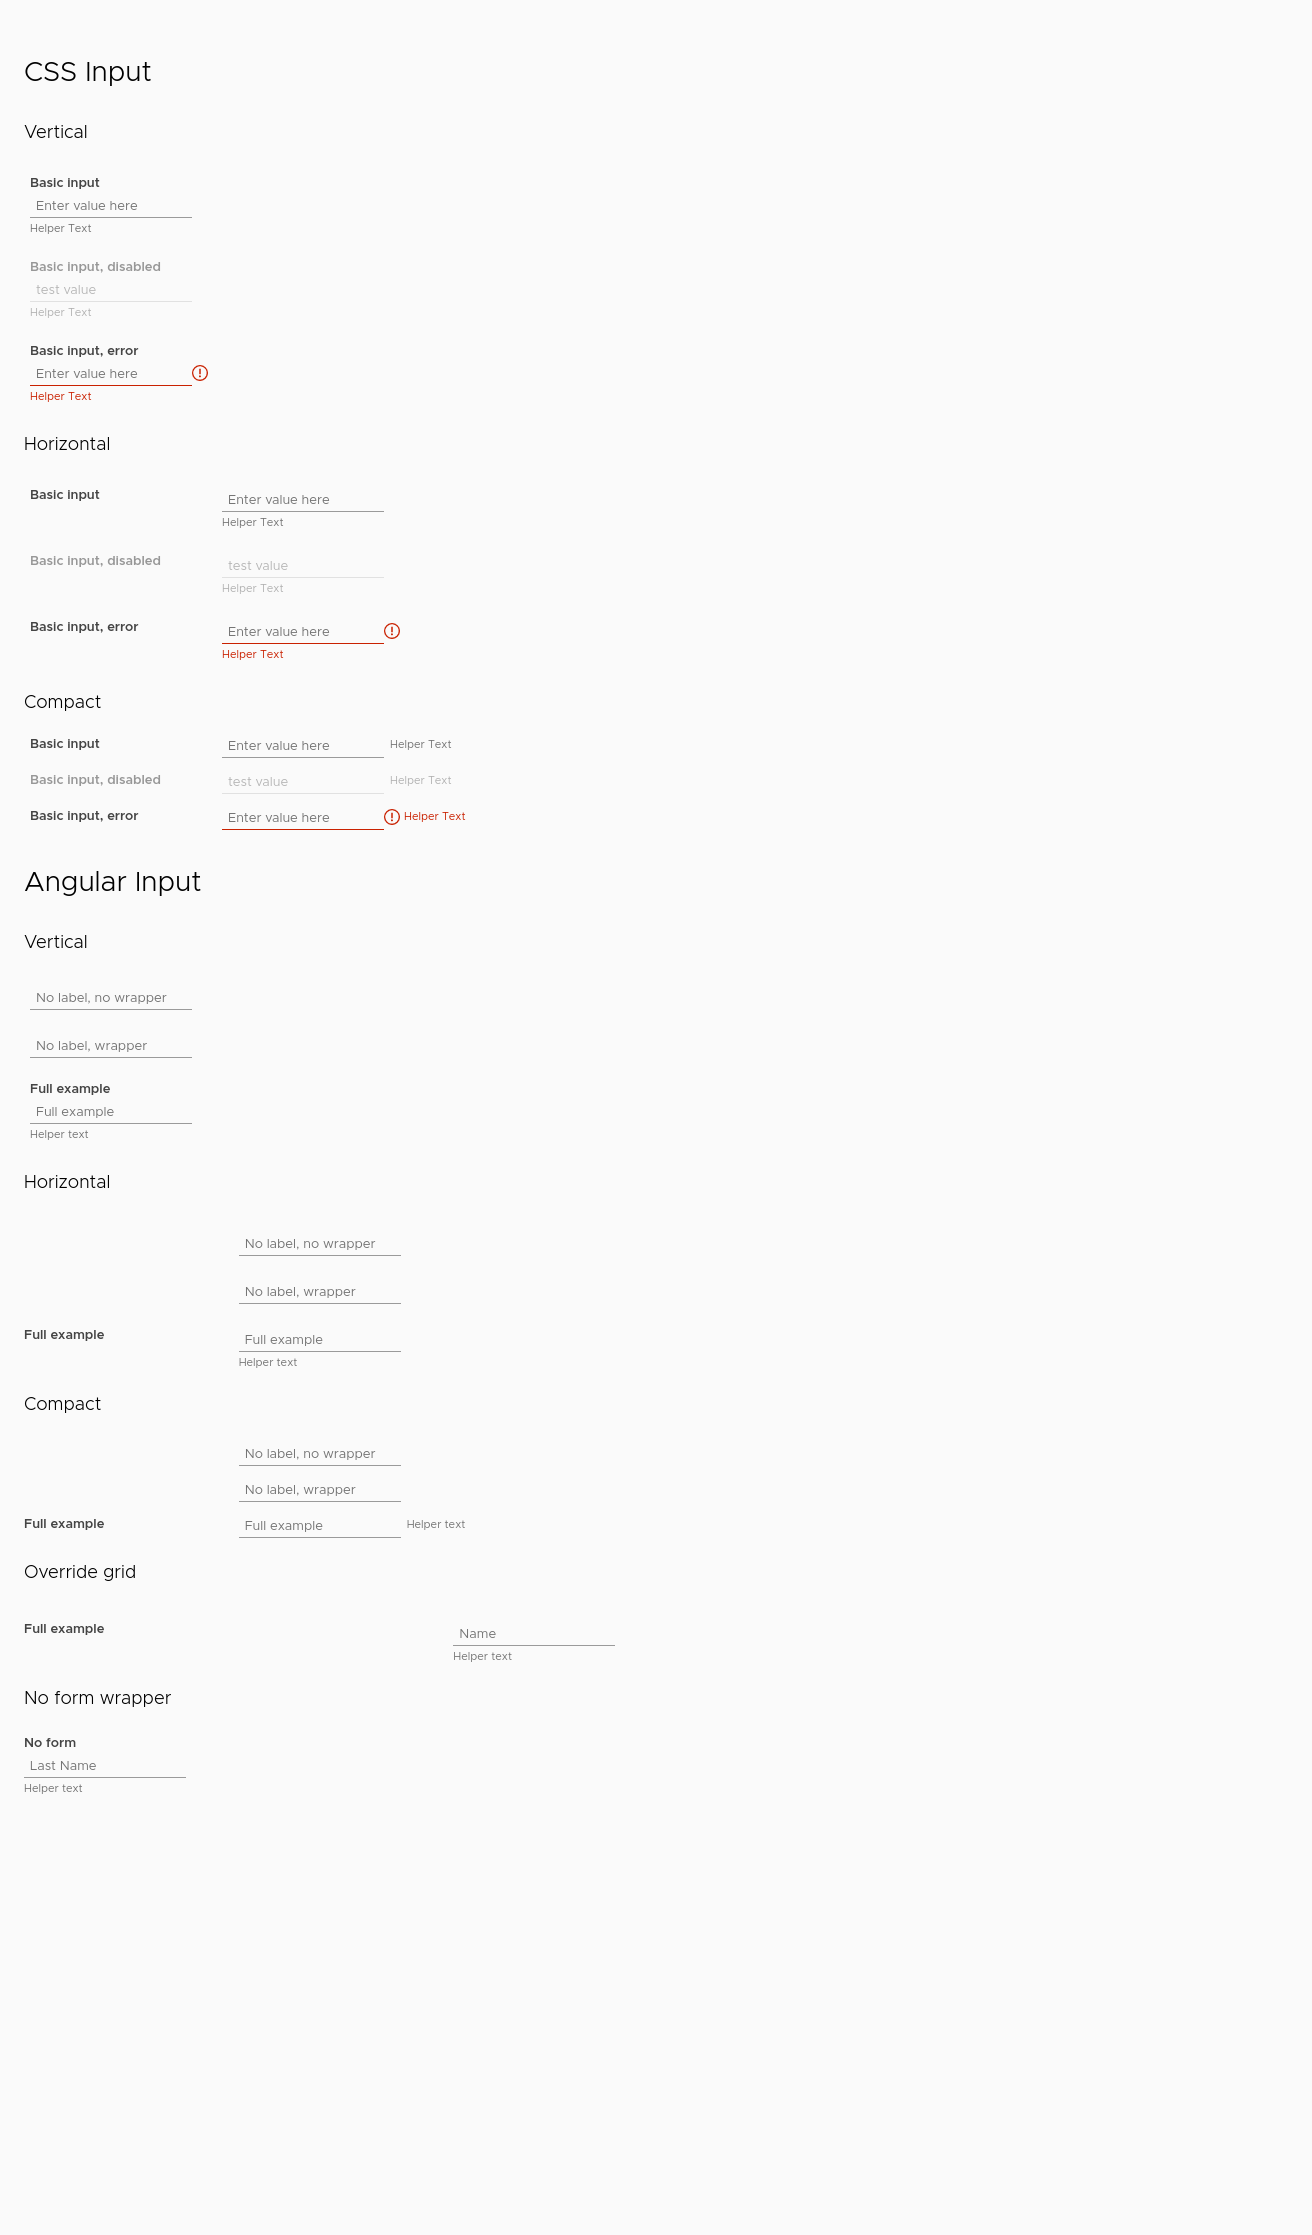 CSS Input
Vertical
Basic input
Enter value here
Helper Text
Basic input, disabled
test value
Helper Text
Basic input, error
Enter value here
Helper Text
Horizontal
Basic input Enter value here
Helper Text
Basic input, disabled test value
Helper Text
Basic input, error Enter value here
Helper Text
Compact
Basic input Enter value here Helper Text
Basic input, disabled test value Helper Text
Basic input, error Enter value here Helper Text
Angular Input
Vertical
No label, no wrapper
No label, wrapper
Full example
Full example
Helper text
Horizontal
No label, no wrapper
No label, wrapper
Full example Full example
Helper text
Compact
No label, no wrapper
No label, wrapper
Full example Full example Helper text
Override grid
Full example Name
Helper text
No form wrapper
No form
Last Name
Helper text